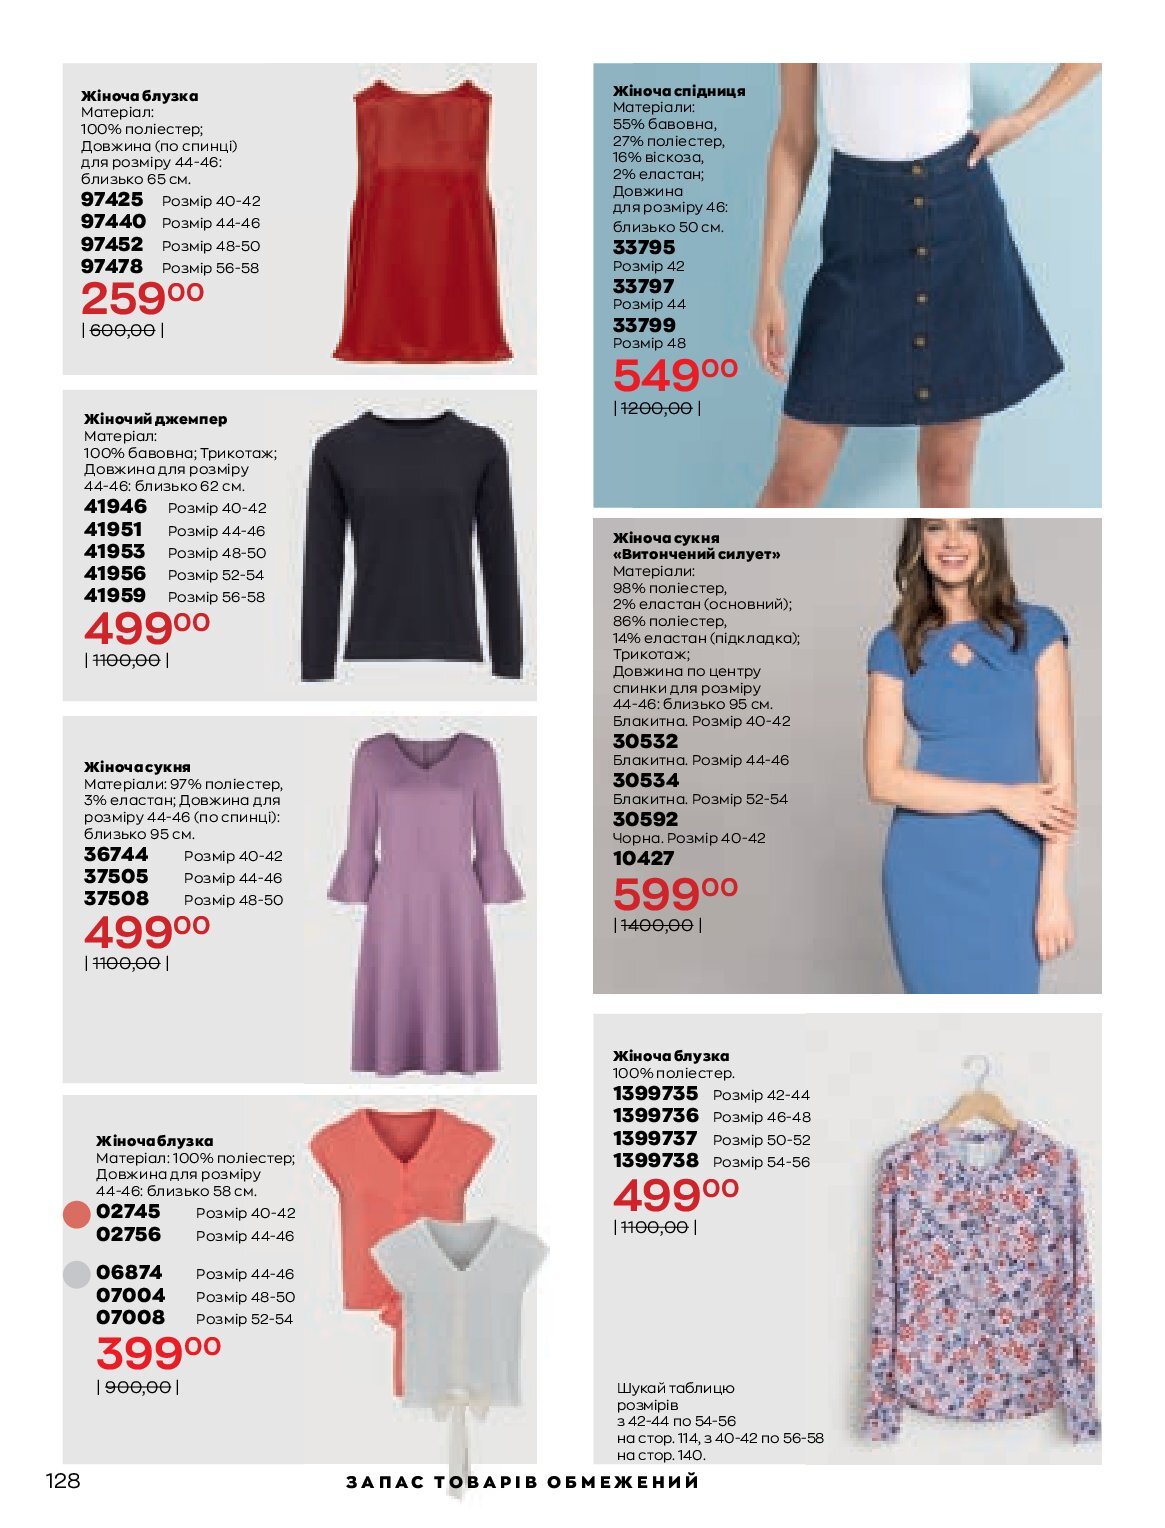 Жіноча блузка
Матеріал:
100% поліестер;
Довжина (по спинці)
для розміру 44-46:
близько 65 см.
97425 Розмір 40-42
97440 Розмір 44-46
97452 Розмір 48-50
97478 Розмір 56-58
259 00
| 600,00 |
Жіночий джемпер
Матеріал:
100% бавовна; Трикотаж;
Довжина для розміру
44-46: близько 62 см.
41946 Розмір 40-42
41951 Розмір 44-46
41953 Розмір 48-50
41956 Розмір 52-54
41959 Розмір 56-58
499 00
| 1100,00 |
Жіноча сукня
Матеріали: 97% поліестер,
3% еластан; Довжина для
розміру 44-46 (по спинці):
близько 95 см.
36744 Розмір 40-42
37505 Розмір 44-46
37508 Розмір 48-50
499 00
| 1100,00 |
Жіноча блузка
Матеріал: 100% поліестер;
Довжина для розміру
44-46: близько 58 см.
02745 Розмір 40-42
02756 Розмір 44-46
06874 Розмір 44-46
07004 Розмір 48-50
07008 Розмір 52-54
399 00
| 900,00 |
Жіноча спідниця
Матеріали:
55% бавовна,
27% поліестер,
16% віскоза,
2% еластан;
Довжина
для розміру 46:
близько 50 см.
33795
Розмір 42
33797
Розмір 44
33799
Розмір 48
549 00
| 1200,00 |
Жіноча сукня
«Витончений силует»
Матеріали:
98% поліестер,
2% еластан (основний);
86% поліестер,
14% еластан (підкладка);
Трикотаж;
Довжина по центру
спинки для розміру
44-46: близько 95 см.
Блакитна. Розмір 40-42
30532
Блакитна. Розмір 44-46
30534
Блакитна. Розмір 52-54
30592
Чорна. Розмір 40-42
10427
599 00
| 1400,00 |
Жіноча блузка
100% поліестер.
1399735 Розмір 42-44
1399736 Розмір 46-48
1399737 Розмір 50-52
1399738 Розмір 54-56
499 00
| 1100,00 |
Шукай таблицю
розмірів
з 42-44 по 54-56
на стор. 114, з 40-42 по 56-58
на стор. 140.
128
ЗАПАС ТОВАРІВ ОБМЕЖЕНИЙ